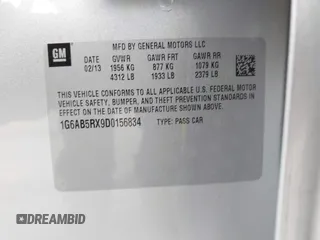 GM
MFD BY GENERAL MOTORS LLC
DATE GVWR GAWR FRT GAWR RR
02/13 1956 KG 877 KG 1079 KG
4312 LB 1933 LB 2379 LB
THIS VEHICLE CONFORMS TO ALL APPLICABLE U.S. FEDERAL MOTOR
VEHICLE SAFETY, BUMPER, AND THEFT PREVENTION STANDARDS IN
EFFECT ON THE DATE OF MANUFACTURE SHOWN ABOVE.
1G6AB5RX9D0156834 TYPE: PASS CAR
DREAMBID